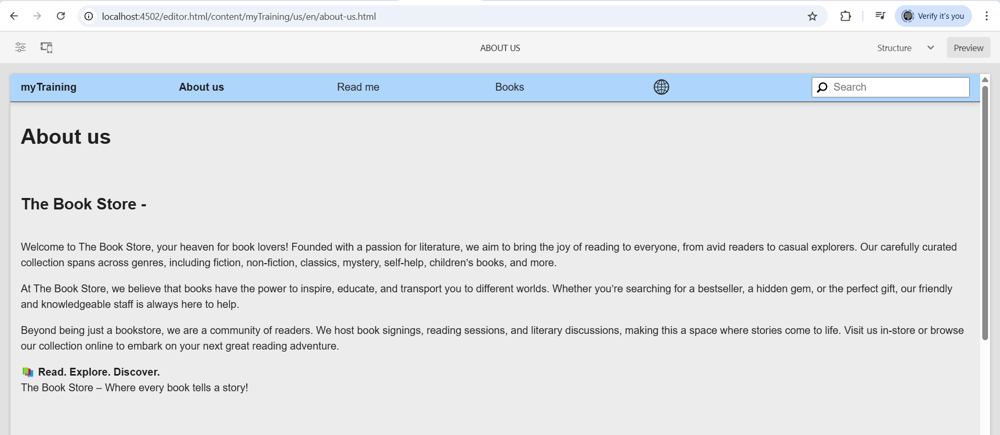 localhost:4502/editor.html/content/myTraining/us/en/about-us.html
Verify it's you
ABOUT US
Structure
Preview
myTraining
About us
Read me
Books
Search
About us
The Book Store -
Welcome to The Book Store, your heaven for book lovers! Founded with a passion for literature, we aim to bring the joy of reading to everyone, from avid readers to casual explorers. Our carefully curated
collection spans across genres, including fiction, non-fiction, classics, mystery, self-help, children’s books, and more.
At The Book Store, we believe that books have the power to inspire, educate, and transport you to different worlds. Whether you’re searching for a bestseller, a hidden gem, or the perfect gift, our friendly
and knowledgeable staff is always here to help.
Beyond being just a bookstore, we are a community of readers. We host book signings, reading sessions, and literary discussions, making this a space where stories come to life. Visit us in-store or browse
our collection online to embark on your next great reading adventure.
📚 Read. Explore. Discover.
The Book Store – Where every book tells a story!